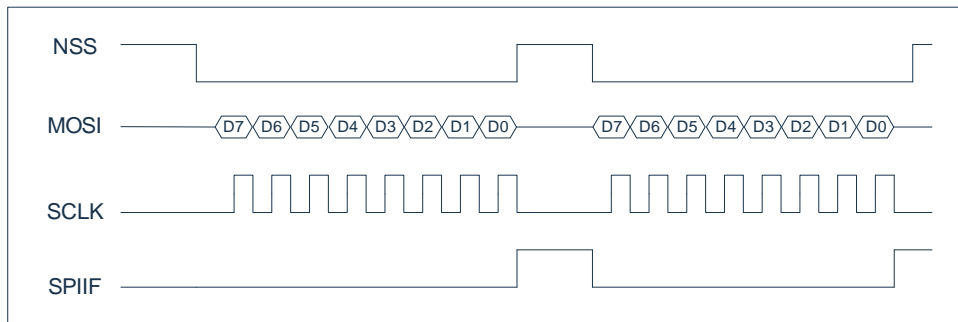 NSS
MOSI D7 D6 D5 D4 D3 D2 D1 D0 D7 D6 D5 D4 D3 D2 D1 D0
SCLK
SPIIF